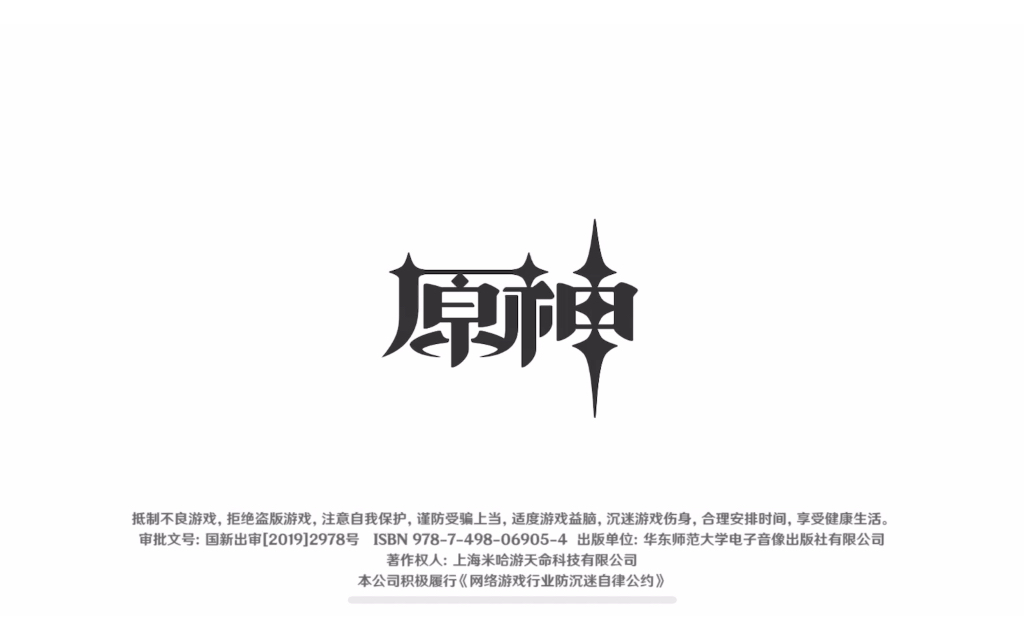 原神
抵制不良游戏, 拒绝盗版游戏, 注意自我保护, 谨防受骗上当, 适度游戏益脑, 沉迷游戏伤身, 合理安排时间, 享受健康生活。
审批文号: 国新出审[2019]2978号 ISBN 978-7-498-06905-4 出版单位: 华东师范大学电子音像出版社有限公司
著作权人: 上海米哈游天命科技有限公司
本公司积极履行《网络游戏行业防沉迷自律公约》